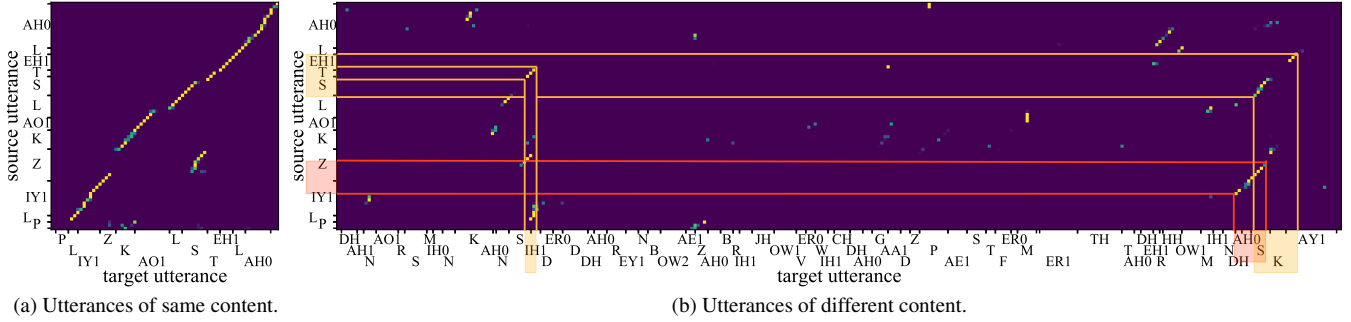 source utterance
AH0
L
EH1
T
S
L
AO1
K
Z
IY1
L
P
P Z L EH1
L K S L
IY1 AO1 T AH0
target utterance
(a) Utterances of same content.
source utterance
AH0
L
EH1
T
S
L
AO1
K
Z
IY1
L
P
DH AO1 M K S ER0 AH0 N AE1 B JH ER0 CH G Z S ER0 TH DH HH IH1 AH0 AY1
AH1 R IH0 AH0 IH1 D R B Z R OW1 W DH AA1 P T M T EH1 OW1 N S
N S N N D DH EY1 OW2 AH0 IH1 V IH1 AH0 D AE1 F ER1 AH0 R M DH K
target utterance
(b) Utterances of different content.